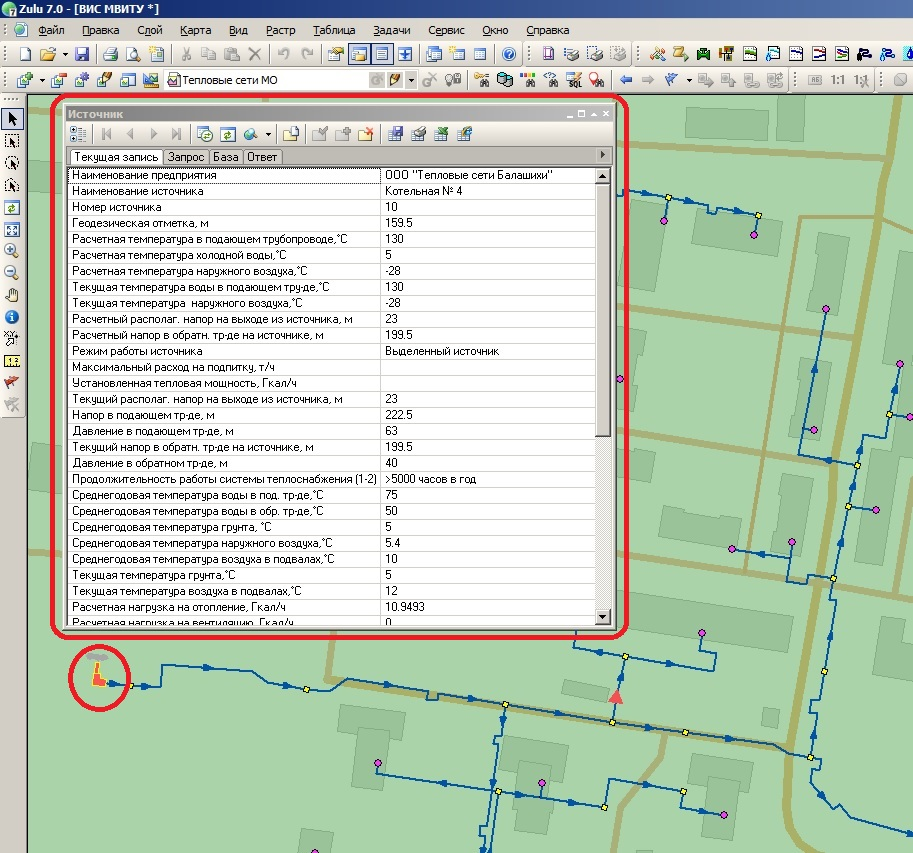 Zulu 7.0 - [ВИС МВИТУ *]
Файл Правка Слой Карта Вид Растр Таблица Задачи Сервис Окно Справка
Тепловые сети МО
SQL 1:1
Источник
Текущая запись Запрос База Ответ
Наименование предприятия ООО "Тепловые сети Балашихи"
Наименование источника Котельная № 4
Номер источника 10
Геодезическая отметка, м 159.5
Расчетная температура в подающем трубопроводе,°С 130
Расчетная температура холодной воды,°С 5
Расчетная температура наружного воздуха,°С -28
Текущая температура воды в подающем тру-де,°С 130
Текущая температура  наружного воздуха,°С -28
Расчетный располаг. напор на выходе из источника, м 23
Расчетный напор в обратн. тр-де на источнике, м 199.5
Режим работы источника Выделенный источник
Максимальный расход на подпитку, т/ч
Установленная тепловая мощность, Гкал/ч
Текущий располаг. напор на выходе из источника, м 23
Напор в подающем тр-де, м 222.5
Давление в подающем тр-де, м 63
Текущий напор в обратн. тр-де на источнике, м 199.5
Давление в обратном тр-де, м 40
Продолжительность работы системы теплоснабжения (1-2) >5000 часов в год
Среднегодовая температура воды в под. тр-де,°С 75
Среднегодовая температура воды в обр. тр-де,°С 50
Среднегодовая температура грунта, °С 5
Среднегодовая температура наружного воздуха,°С 5.4
Среднегодовая температура воздуха в подвалах,°С 10
Текущая температура грунта,°С 5
Текущая температура воздуха в подвалах,°С 12
Расчетная нагрузка на отопление, Гкал/ч 10.9493
Расчетная нагрузка на вентиляцию, Гкал/ч 0